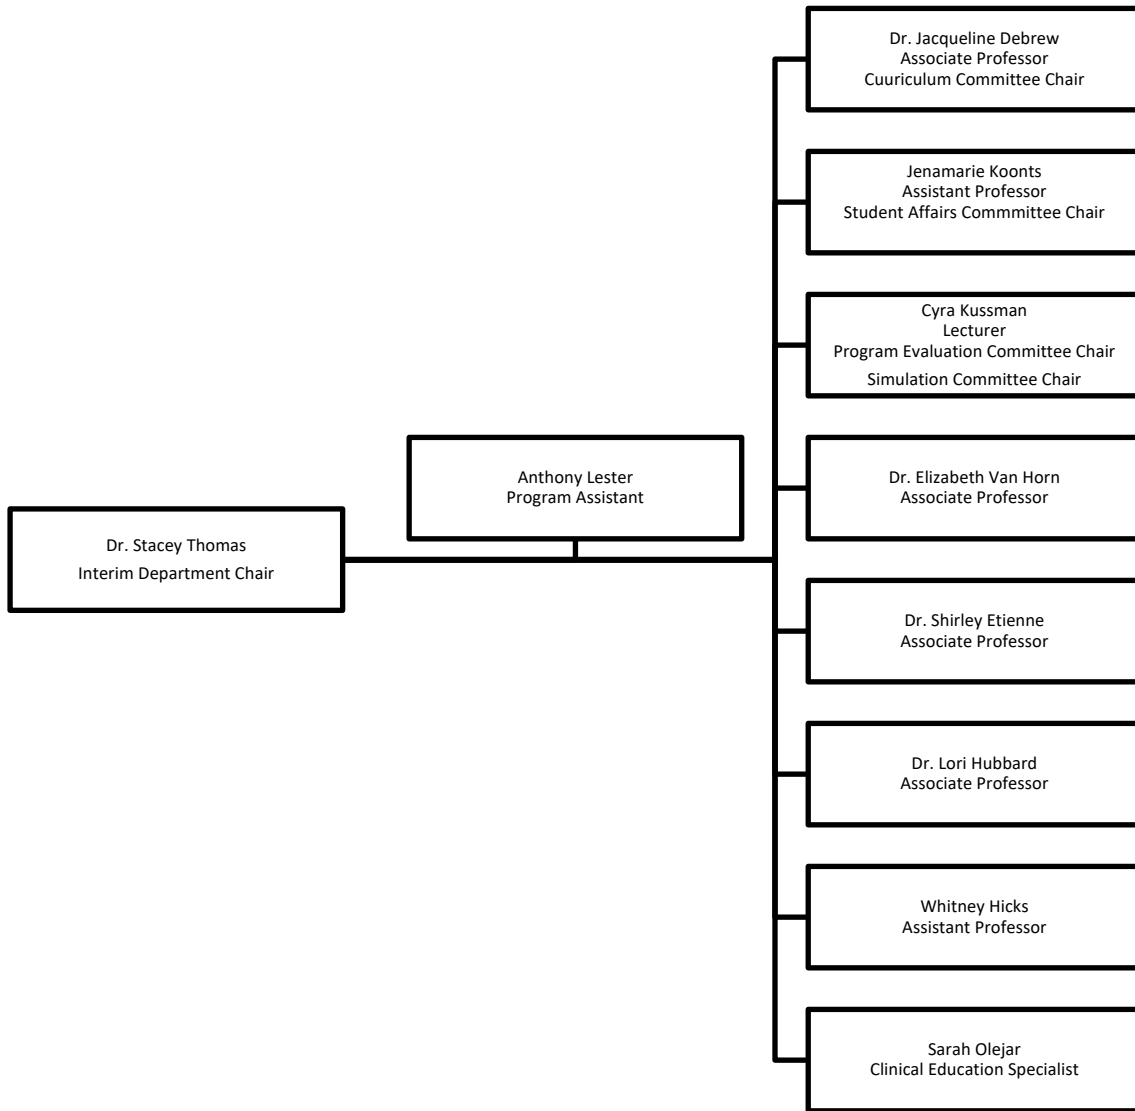 Dr. Jacqueline Debrew
Associate Professor
Cuuriculum Committee Chair
Jenamarie Koonts
Assistant Professor
Student Affairs Commmittee Chair
Cyra Kussman
Lecturer
Program Evaluation Committee Chair
Simulation Committee Chair
Anthony Lester
Program Assistant
Dr. Elizabeth Van Horn
Associate Professor
Dr. Stacey Thomas
Interim Department Chair
Dr. Shirley Etienne
Associate Professor
Dr. Lori Hubbard
Associate Professor
Whitney Hicks
Assistant Professor
Sarah Olejar
Clinical Education Specialist